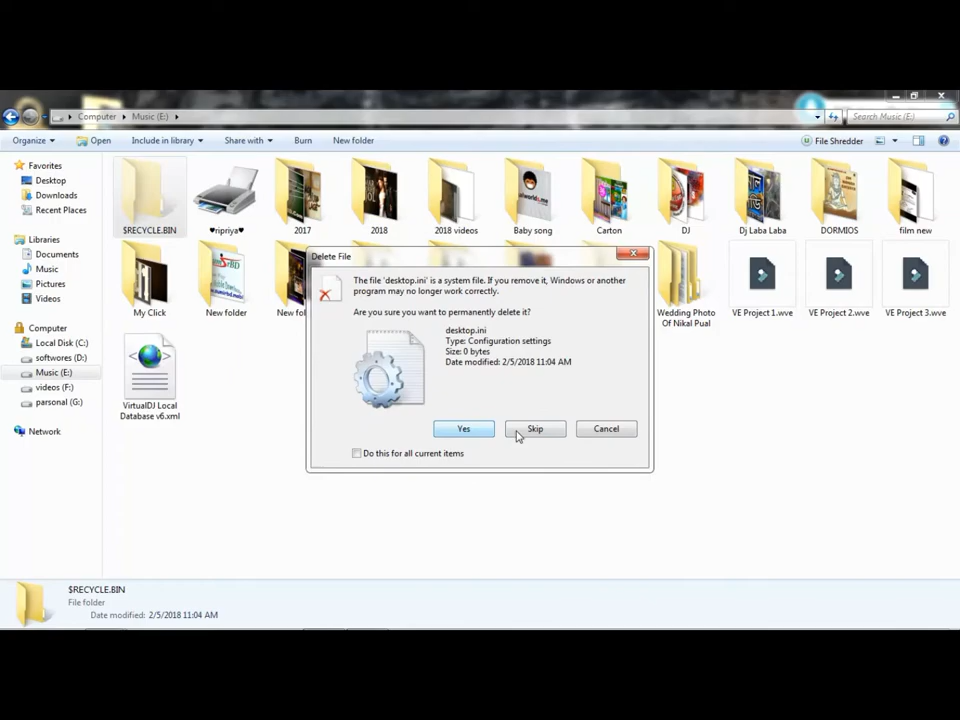 Computer
Music (E:)
Search Music (E:)
Organize
Open
Include in library
Share with
Burn
New folder
File Shredder
Favorites
Desktop
Downloads
Recent Places
Libraries
Documents
Music
Pictures
Videos
Computer
Local Disk (C:)
softwores (D:)
Music (E:)
videos (F:)
parsonal (G:)
Network
$RECYCLE.BIN
♥ripriya♥
2017
2018
2018 videos
Baby song
Carton
DJ
Dj Laba Laba
DORMIOS
film new
My Click
New folder
Wedding Photo
Of Nikal Pual
VE Project 1.wve
VE Project 2.wve
VE Project 3.wve
VirtualDJ Local
Database v6.xml
Delete File
The file 'desktop.ini' is a system file. If you remove it, Windows or another
program may no longer work correctly.
Are you sure you want to permanently delete it?
desktop.ini
Type: Configuration settings
Size: 0 bytes
Date modified: 2/5/2018 11:04 AM
Yes
Skip
Cancel
Do this for all current items
$RECYCLE.BIN
File folder
Date modified: 2/5/2018 11:04 AM